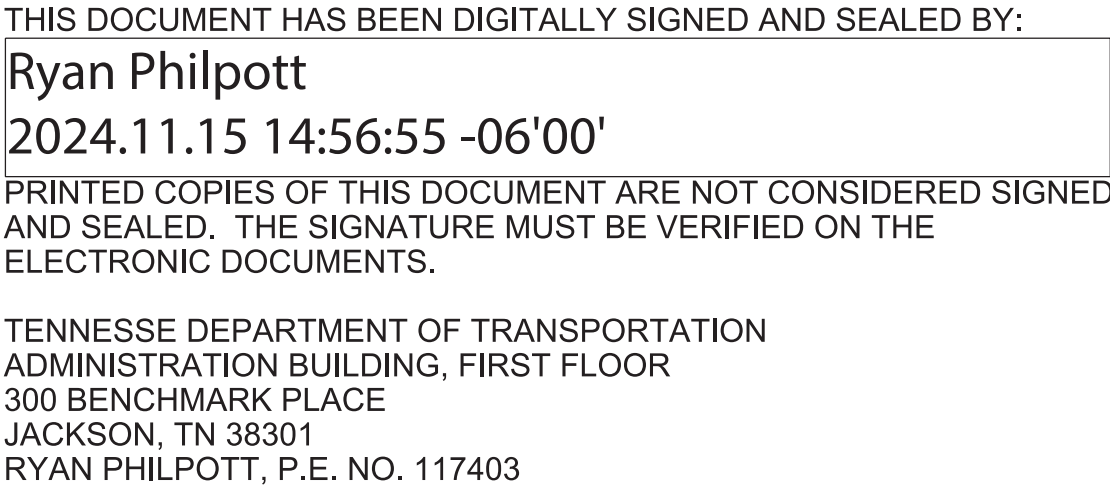 THIS DOCUMENT HAS BEEN DIGITALLY SIGNED AND SEALED BY:
Ryan Philpott
2024.11.15 14:56:55 -06'00'
PRINTED COPIES OF THIS DOCUMENT ARE NOT CONSIDERED SIGNED
AND SEALED.  THE SIGNATURE MUST BE VERIFIED ON THE
ELECTRONIC DOCUMENTS.
TENNESSE DEPARTMENT OF TRANSPORTATION
ADMINISTRATION BUILDING, FIRST FLOOR
300 BENCHMARK PLACE
JACKSON, TN 38301
RYAN PHILPOTT, P.E. NO. 117403